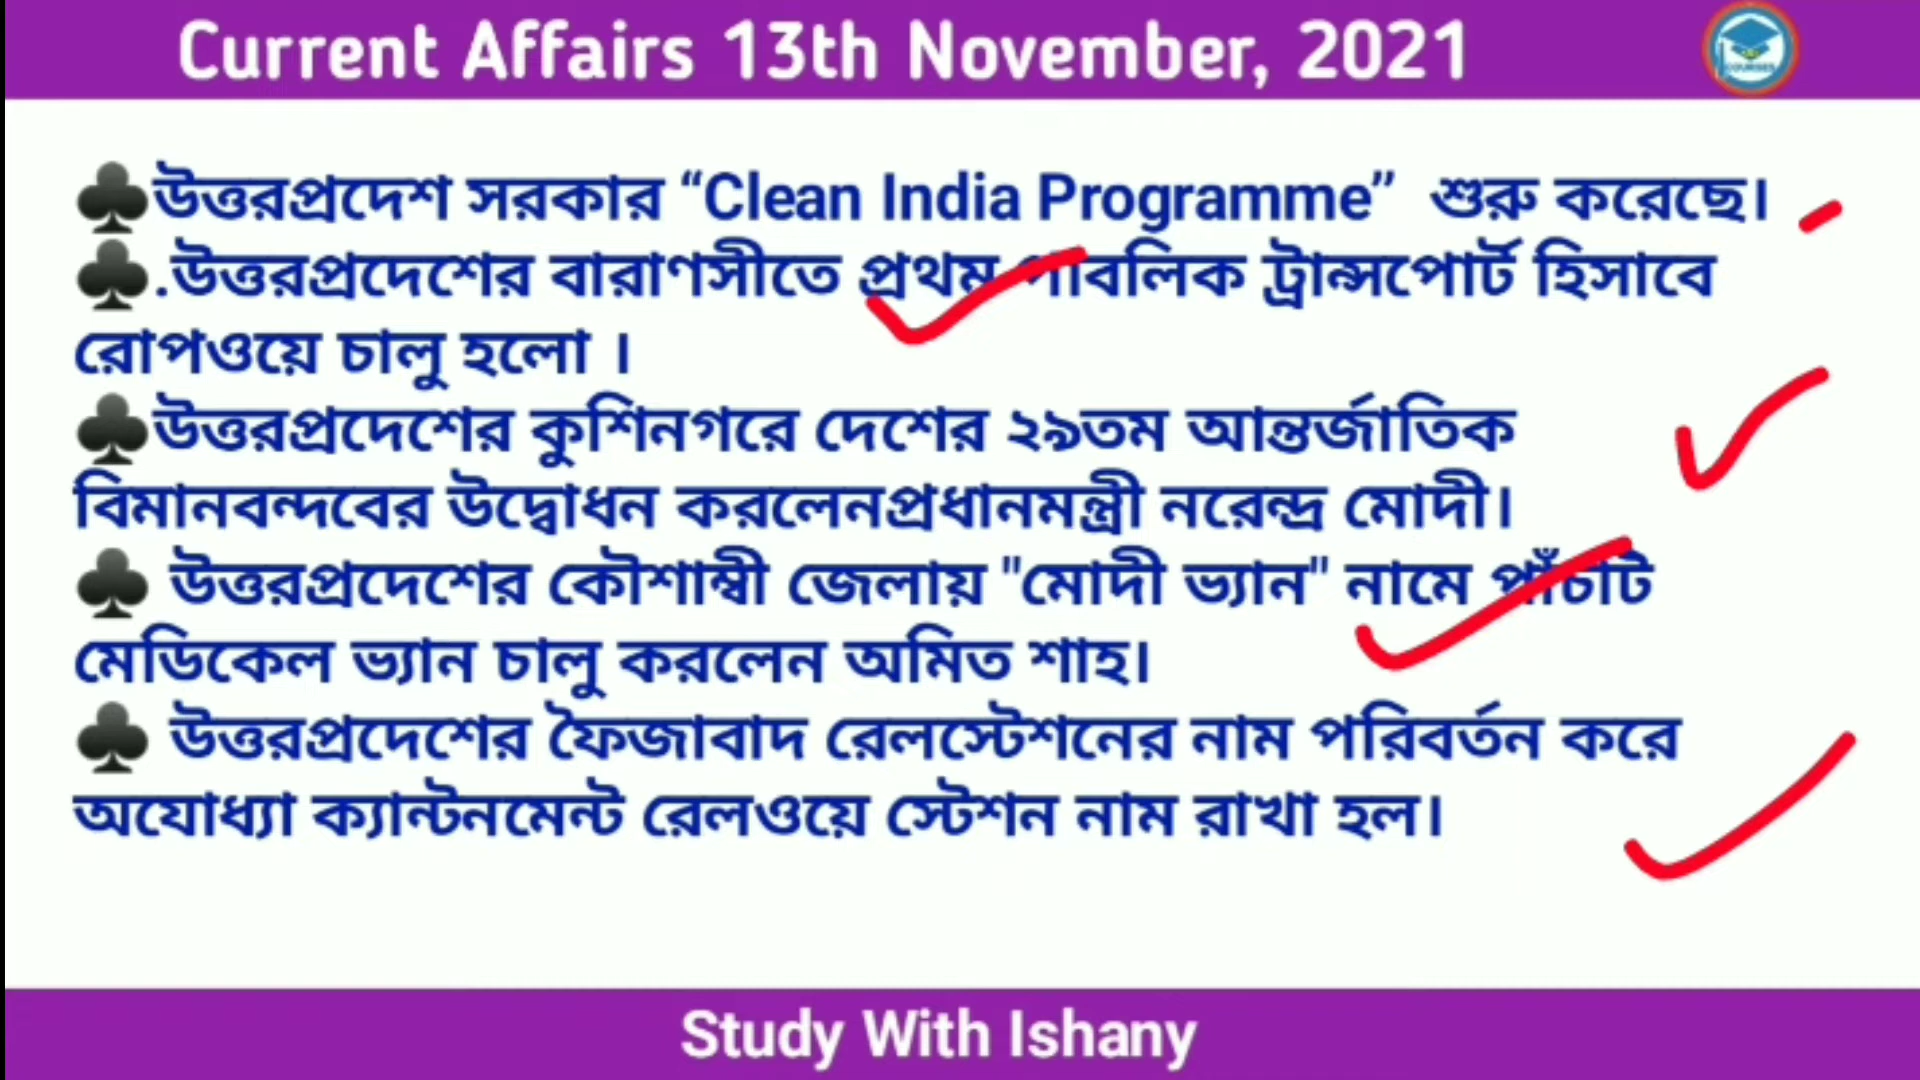 Current Affairs 13th November, 2021
COURSES
♣উত্তরপ্রদেশ সরকার “Clean India Programme” শুরু করেছে।
♣.উত্তরপ্রদেশের বারাণসীতে প্রথম পাবলিক ট্রান্সপোর্ট হিসাবে
রোপওয়ে চালু হলো ।
♣উত্তরপ্রদেশের কুশিনগরে দেশের ২৯তম আন্তর্জাতিক
বিমানবন্দবের উদ্বোধন করলেনপ্রধানমন্ত্রী নরেন্দ্র মোদী।
♣ উত্তরপ্রদেশের কৌশাম্বী জেলায় "মোদী ভ্যান" নামে পাঁচটি
মেডিকেল ভ্যান চালু করলেন অমিত শাহ।
♣ উত্তরপ্রদেশের ফৈজাবাদ রেলস্টেশনের নাম পরিবর্তন করে
অযোধ্যা ক্যান্টনমেন্ট রেলওয়ে স্টেশন নাম রাখা হল।
Study With Ishany